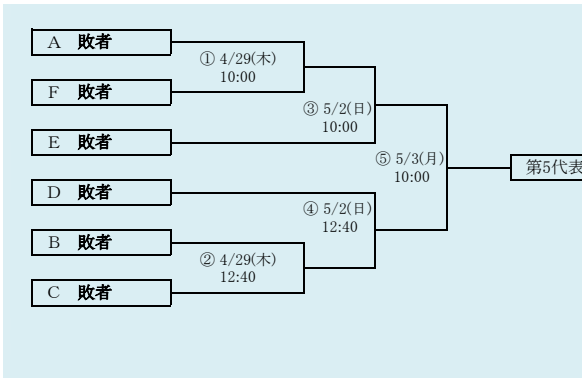 A 敗者
① 4/29(木)
10:00
F 敗者
③ 5/2(日)
10:00
E 敗者
⑤ 5/3(月)
10:00
第5代表
D 敗者
④ 5/2(日)
12:40
B 敗者
② 4/29(木)
12:40
C 敗者